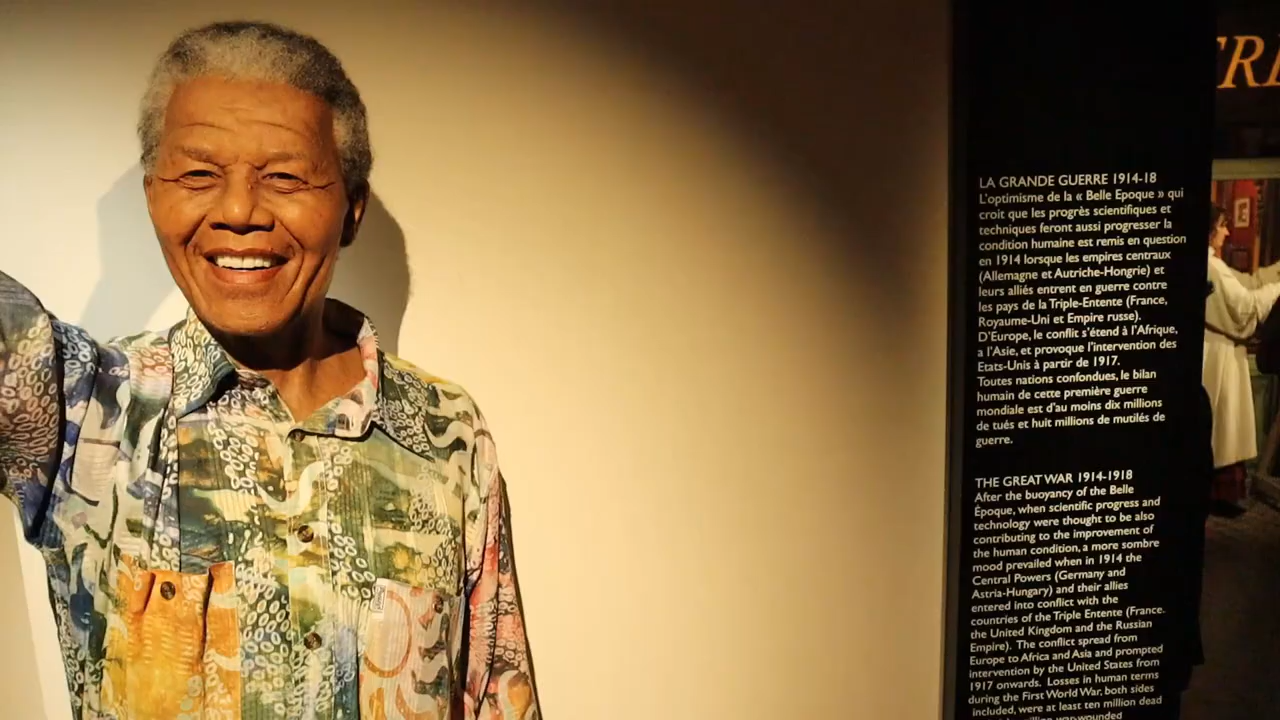 TRE
LA GRANDE GUERRE 1914-18
L'optimisme de la « Belle Epoque » qui
croit que les progrès scientifiques et
techniques feront aussi progresser la
condition humaine est remis en question
en 1914 lorsque les empires centraux
(Allemagne et Autriche-Hongrie) et
leurs alliés entrent en guerre contre
les pays de la Triple-Entente (France,
Royaume-Uni et Empire russe).
D'Europe, le conflit s'étend à l'Afrique,
a l'Asie, et provoque l'intervention des
Etats-Unis à partir de 1917.
Toutes nations confondues, le bilan
humain de cette première guerre
mondiale est d'au moins dix millions
de tués et huit millions de mutilés de
guerre.
THE GREAT WAR 1914-1918
After the buoyancy of the Belle
Époque, when scientific progress and
technology were thought to be also
contributing to the improvement of
the human condition, a more sombre
mood prevailed when in 1914 the
Central Powers (Germany and
Astria-Hungary) and their allies
entered into conflict with the
countries of the Triple Entente (France.
the United Kingdom and the Russian
Empire). The conflict spread from
Europe to Africa and Asia and prompted
intervention by the United States from
1917 onwards. Losses in human terms
during the First World War, both sides
included, were at least ten million dead
million war-wounded